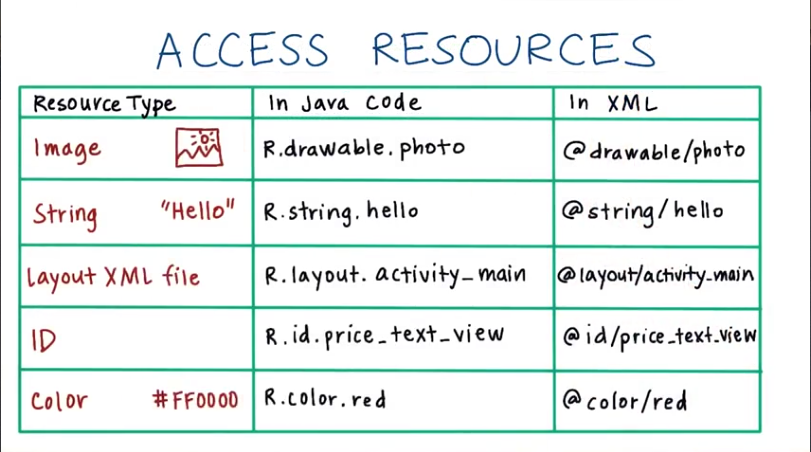 ACCESS RESOURCES
Resource Type In Java Code In XML
Image R.drawable.photo @drawable/photo
String "Hello" R.string.hello @string/hello
Layout XML file R.layout.activity_main @layout/activity_main
ID R.id.price_text_view @id/price_text_view
Color #FF0000 R.color.red @color/red